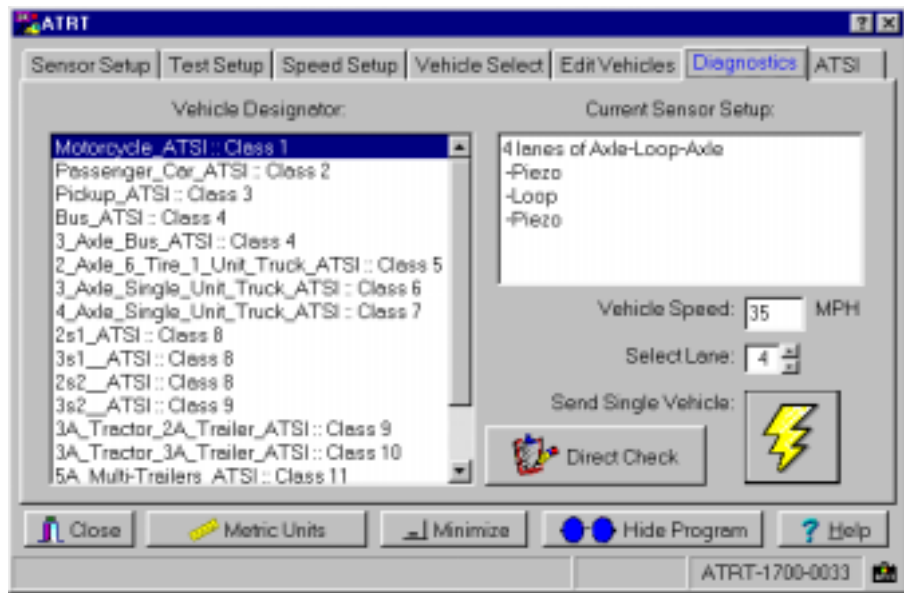 ATRT
Sensor Setup Test Setup Speed Setup Vehicle Select Edit Vehicles Diagnostics ATSI
Vehicle Designator:
Motorcycle_ATSI :: Class 1
Passenger_Car_ATSI :: Class 2
Pickup_ATSI :: Class 3
Bus_ATSI :: Class 4
3_Axle_Bus_ATSI :: Class 4
2_Axle_6_Tire_1_Unit_Truck_ATSI :: Class 5
3_Axle_Single_Unit_Truck_ATSI :: Class 6
4_Axle_Single_Unit_Truck_ATSI :: Class 7
2s1_ATSI :: Class 8
3s1__ATSI :: Class 8
2s2__ATSI :: Class 8
3s2__ATSI :: Class 9
3A_Tractor_2A_Trailer_ATSI :: Class 9
3A_Tractor_3A_Trailer_ATSI :: Class 10
5A_Multi-Trailers_ATSI :: Class 11
Current Sensor Setup:
4 lanes of Axle-Loop-Axle
-Piezo
-Loop
-Piezo
Vehicle Speed: 35 MPH
Select Lane: 4
Send Single Vehicle:
Direct Check
Close Metric Units Minimize Hide Program Help
ATRT-1700-0033